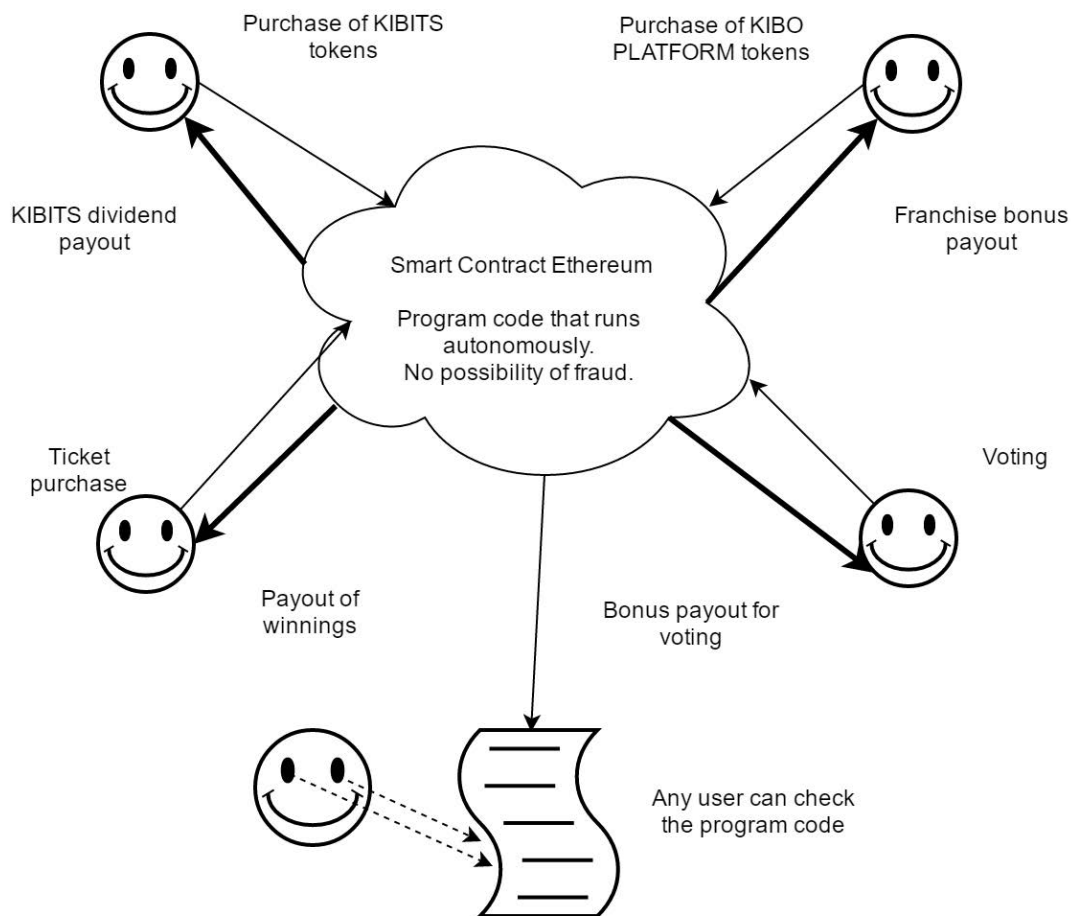 Purchase of KIBITS
tokens
Purchase of KIBO
PLATFORM tokens
KIBITS dividend
payout
Franchise bonus
payout
Smart Contract Ethereum
Program code that runs
autonomously.
No possibility of fraud.
Ticket
purchase
Voting
Payout of
winnings
Bonus payout for
voting
Any user can check
the program code